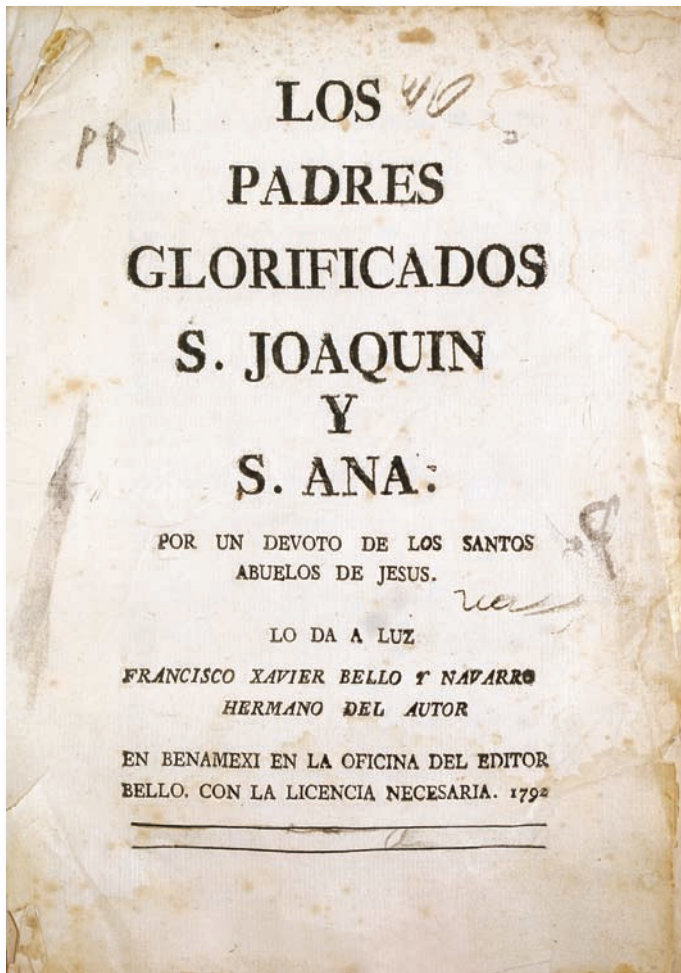 LOS
PR
PADRES
GLORIFICADOS
S. JOAQUIN
Y
S. ANA:
POR UN DEVOTO DE LOS SANTOS
ABUELOS DE JESUS.
LO DA A LUZ
FRANCISCO XAVIER BELLO Y NAVARRO
HERMANO DEL AUTOR
EN BENAMEXI EN LA OFICINA DEL EDITOR
BELLO. CON LA LICENCIA NECESARIA. 1792